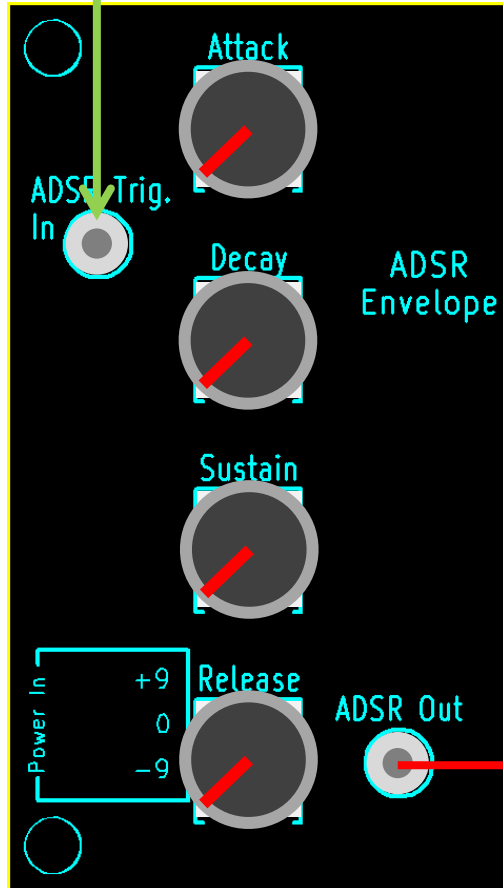 Attack
ADSR Trig.
In
Decay
ADSR
Envelope
Sustain
Power In
+9
0
-9
Release
ADSR Out